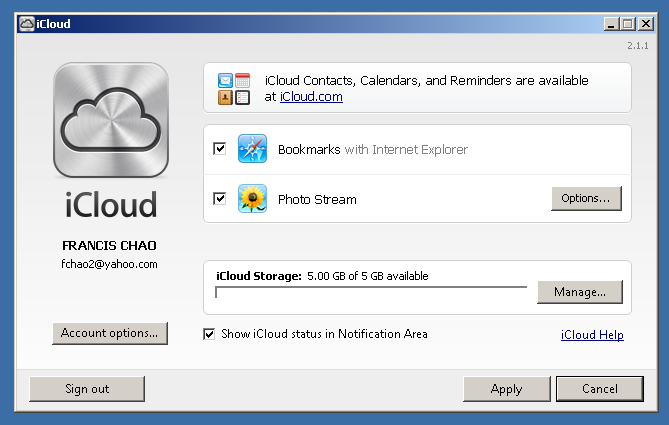 iCloud
2.1.1
iCloud Contacts, Calendars, and Reminders are available
at iCloud.com
Bookmarks with Internet Explorer
Photo Stream
Options...
iCloud
FRANCIS CHAO
fchao2@yahoo.com
iCloud Storage: 5.00 GB of 5 GB available
Manage...
Account options...
Show iCloud status in Notification Area
iCloud Help
Sign out
Apply
Cancel